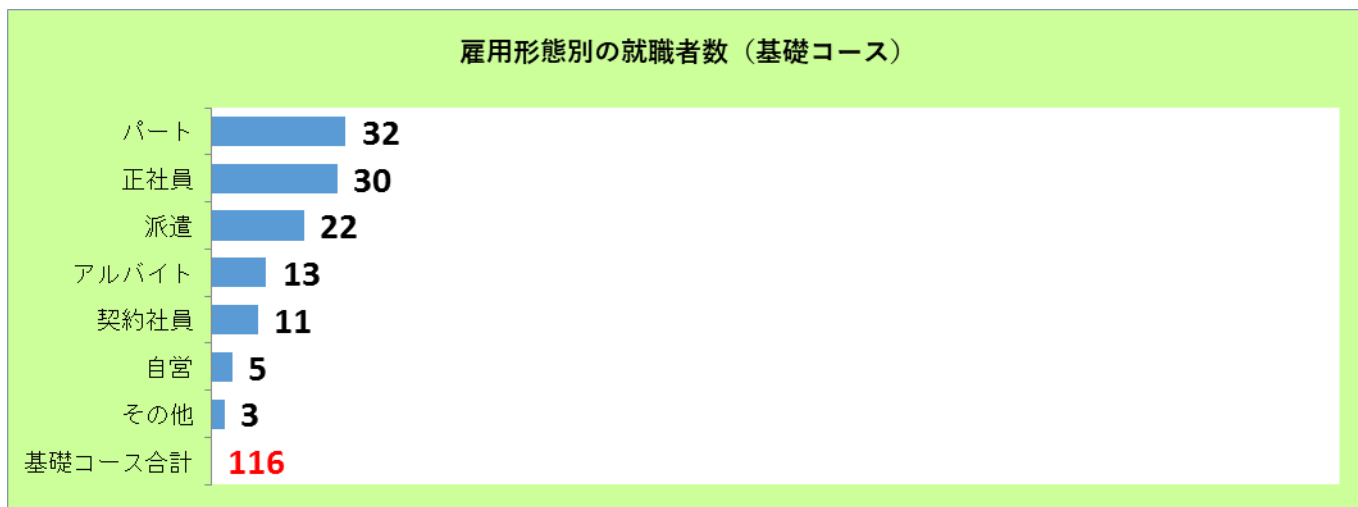 雇用形態別の就職者数（基礎コース）
パート 32
正社員 30
派遣 22
アルバイト 13
契約社員 11
自営 5
その他 3
基礎コース合計 116